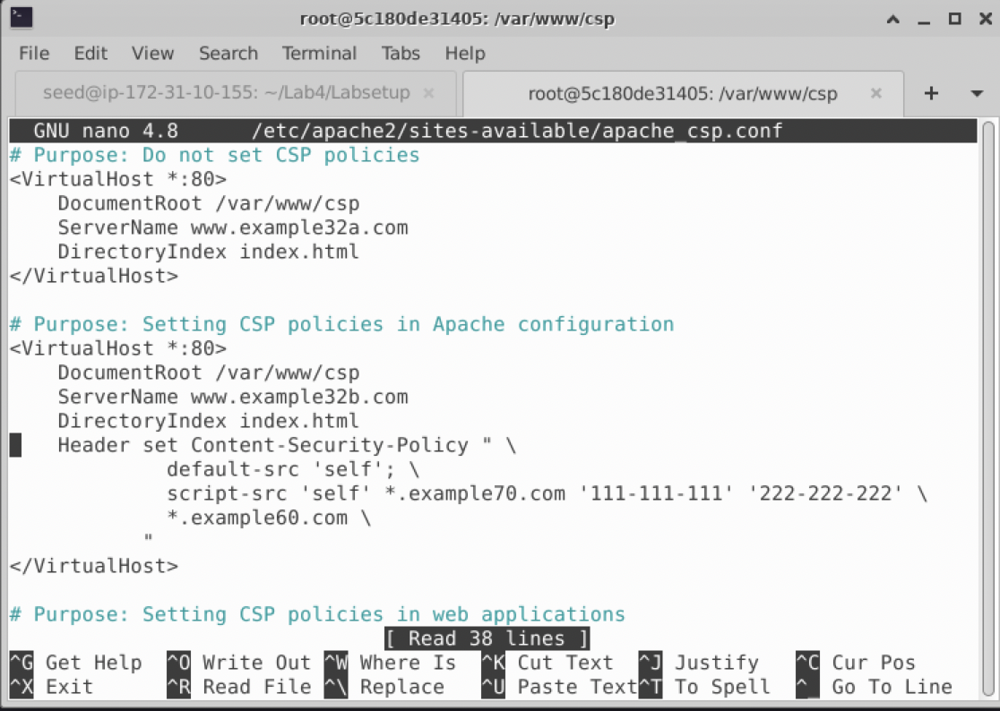 root@5c180de31405: /var/www/csp
File Edit View Search Terminal Tabs Help
seed@ip-172-31-10-155: ~/Lab4/Labsetup × root@5c180de31405: /var/www/csp ×
GNU nano 4.8 /etc/apache2/sites-available/apache_csp.conf
# Purpose: Do not set CSP policies
<VirtualHost *:80>
    DocumentRoot /var/www/csp
    ServerName www.example32a.com
    DirectoryIndex index.html
</VirtualHost>

# Purpose: Setting CSP policies in Apache configuration
<VirtualHost *:80>
    DocumentRoot /var/www/csp
    ServerName www.example32b.com
    DirectoryIndex index.html
    Header set Content-Security-Policy " \
             default-src 'self'; \
             script-src 'self' *.example70.com '111-111-111' '222-222-222' \
             *.example60.com \
           "
</VirtualHost>

# Purpose: Setting CSP policies in web applications
[ Read 38 lines ]
^G Get Help ^O Write Out ^W Where Is ^K Cut Text ^J Justify ^C Cur Pos
^X Exit ^R Read File ^\ Replace ^U Paste Text ^T To Spell ^_ Go To Line